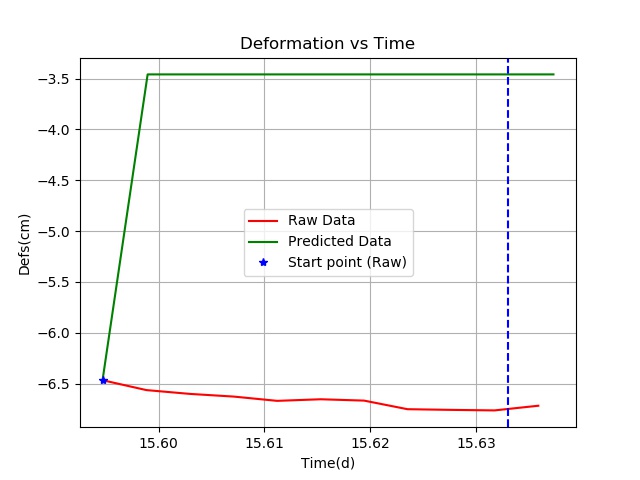 Deformation vs Time
−3.5
−4.0
−4.5
−5.0
−5.5
−6.0
−6.5
Defs(cm)
Raw Data
Predicted Data
Start point (Raw)
15.60 15.61 15.62 15.63
Time(d)